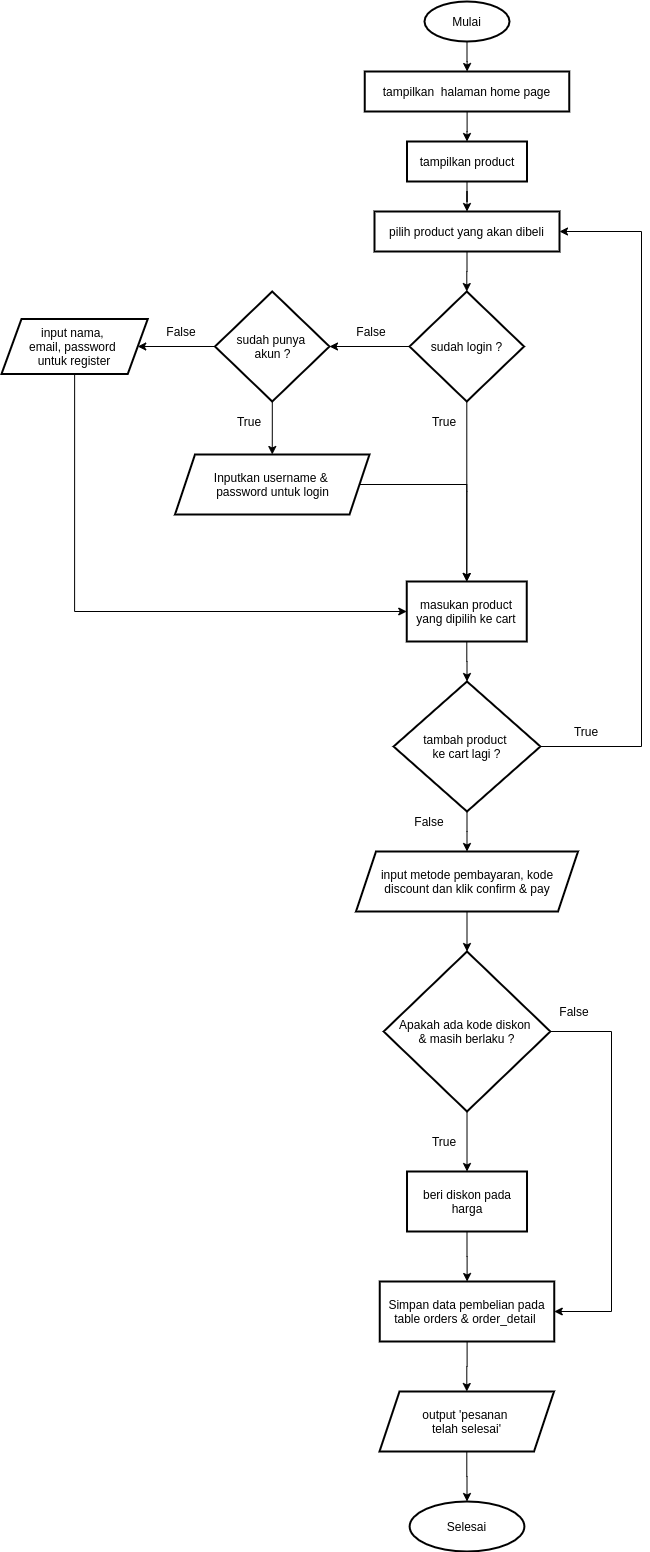 Mulai
tampilkan halaman home page
tampilkan product
pilih product yang akan dibeli
sudah login ?
False
sudah punya
akun ?
False
input nama,
email, password
untuk register
True
True
Inputkan username &
password untuk login
masukan product
yang dipilih ke cart
tambah product
ke cart lagi ?
True
False
input metode pembayaran, kode
discount dan klik confirm & pay
Apakah ada kode diskon
& masih berlaku ?
False
True
beri diskon pada
harga
Simpan data pembelian pada
table orders & order_detail
output 'pesanan
telah selesai'
Selesai